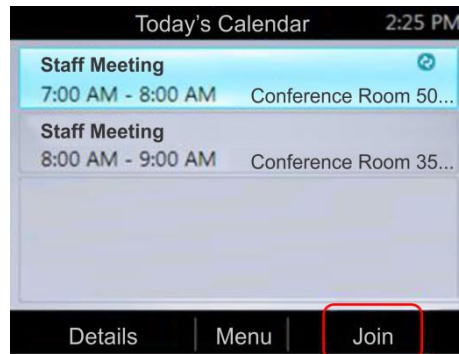 Today's Calendar 2:25 PM
Staff Meeting
7:00 AM - 8:00 AM Conference Room 50...
Staff Meeting
8:00 AM - 9:00 AM Conference Room 35...
Details Menu Join